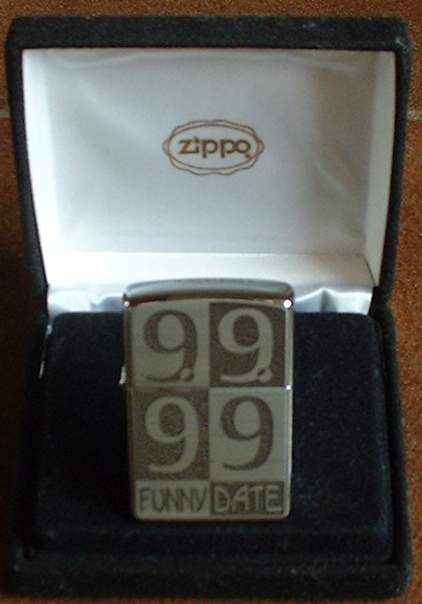 Zippo
9.9.
99
FUNNY DATE